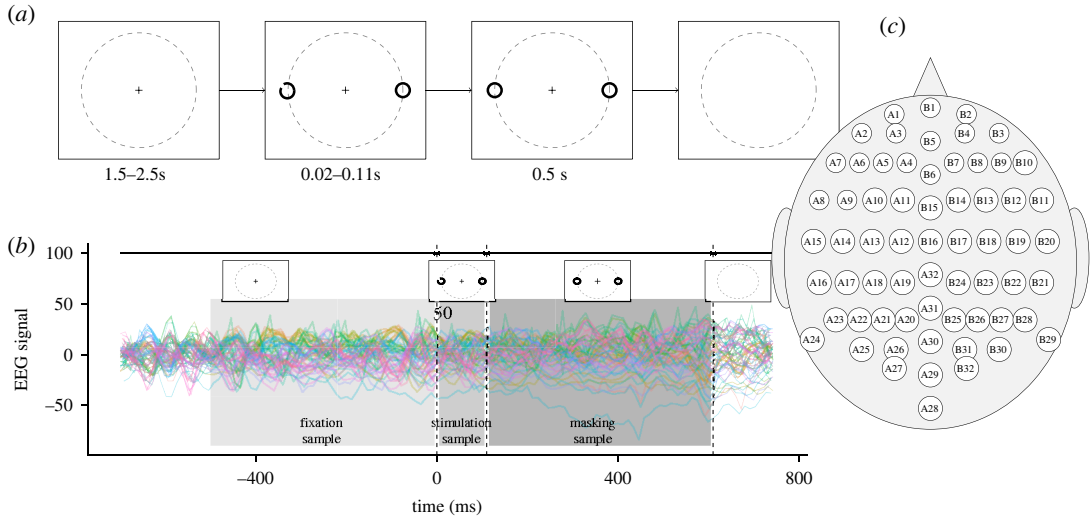 (a)
(c)
1.5–2.5s
0.02–0.11s
0.5 s
(b)
100
50
0
−50
EEG signal
50
fixation
sample
stimulation
sample
masking
sample
−400
0
400
800
time (ms)
B1
A1
B2
A2
A3
B4
B3
B5
A7
A6
A5
A4
B7
B8
B9
B10
B6
A8
A9
A10
A11
B15
B14
B13
B12
B11
A15
A14
A13
A12
B16
B17
B18
B19
B20
A32
A16
A17
A18
A19
B24
B23
B22
B21
A31
A23
A22
A21
A20
B25
B26
B27
B28
A24
A30
B29
A25
A26
B31
B30
A27
B32
A29
A28